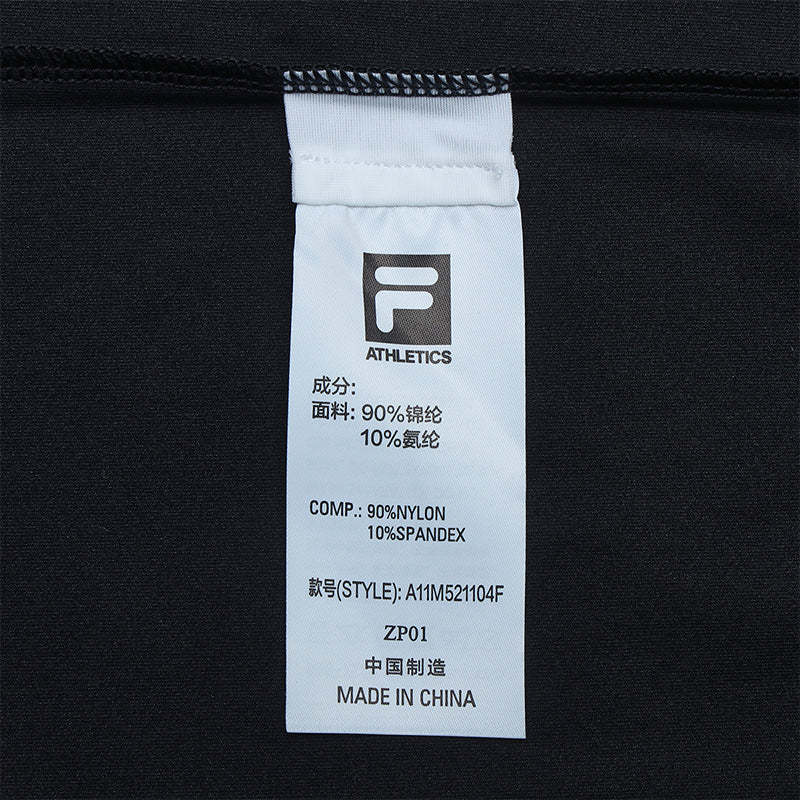 F
ATHLETICS
成分:
面料: 90%锦纶
10%氨纶
COMP.: 90%NYLON
10%SPANDEX
款号(STYLE): A11M521104F
ZP01
中国制造
MADE IN CHINA